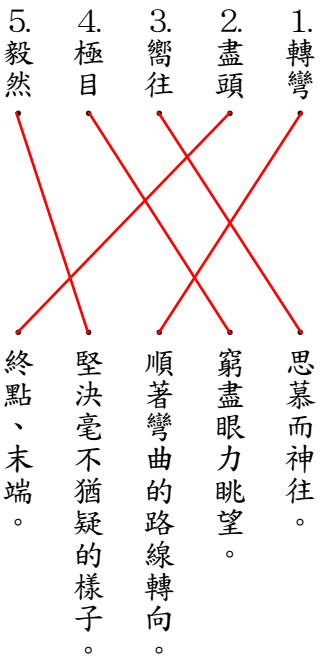 1.轉彎
2.盡頭
3.嚮往
4.極目
5.毅然
思慕而神往。
窮盡眼力眺望。
順著彎曲的路線轉向。
堅決毫不猶疑的樣子。
終點、末端。